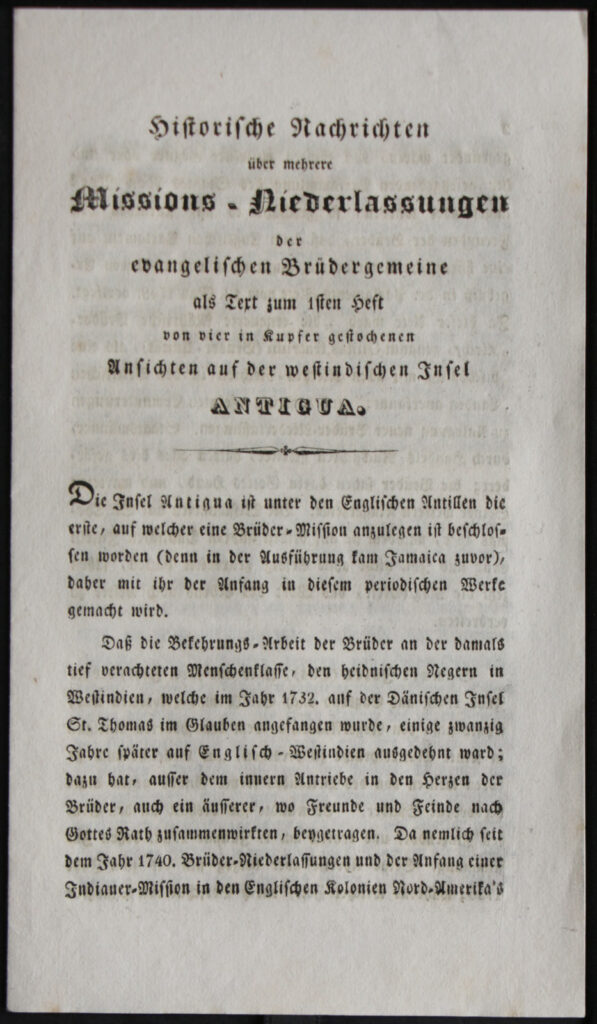 Historische Nachrichten
über mehrere
Missions-Niederlassungen
der
evangelischen Brüdergemeine
als Text zum 1sten Heft
von vier in Kupfer gestochenen
Ansichten auf der westindischen Insel
ANTIGUA.
Die Insel Antigua ist unter den Englischen Antillen die
erste, auf welcher eine Brüder-Mission anzulegen ist beschlos-
sen worden (denn in der Ausführung kam Jamaica zuvor),
daher mit ihr der Anfang in diesem periodischen Werke
gemacht wird.
Daß die Bekehrungs-Arbeit der Brüder an der damals
tief verachteten Menschenklasse, den heidnischen Negern in
Westindien, welche im Jahr 1732. auf der Dänischen Insel
St. Thomas im Glauben angefangen wurde, einige zwanzig
Jahre später auf Englisch-Westindien ausgedehnt ward;
dazu hat, ausser dem innern Antriebe in den Herzen der
Brüder, auch ein äusserer, wo Freunde und Feinde nach
Gottes Rath zusammenwirkten, beygetragen. Da nemlich seit
dem Jahr 1740. Brüder-Niederlassungen und der Anfang einer
Indianer-Mission in den Englischen Kolonien Nord-Amerika's